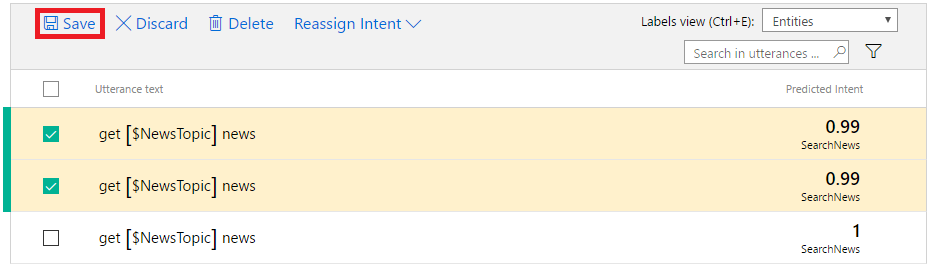 Save Discard Delete Reassign Intent Labels view (Ctrl+E): Entities
Search in utterances ...
Utterance text Predicted Intent
get [$NewsTopic] news 0.99
SearchNews
get [$NewsTopic] news 0.99
SearchNews
get [$NewsTopic] news 1
SearchNews